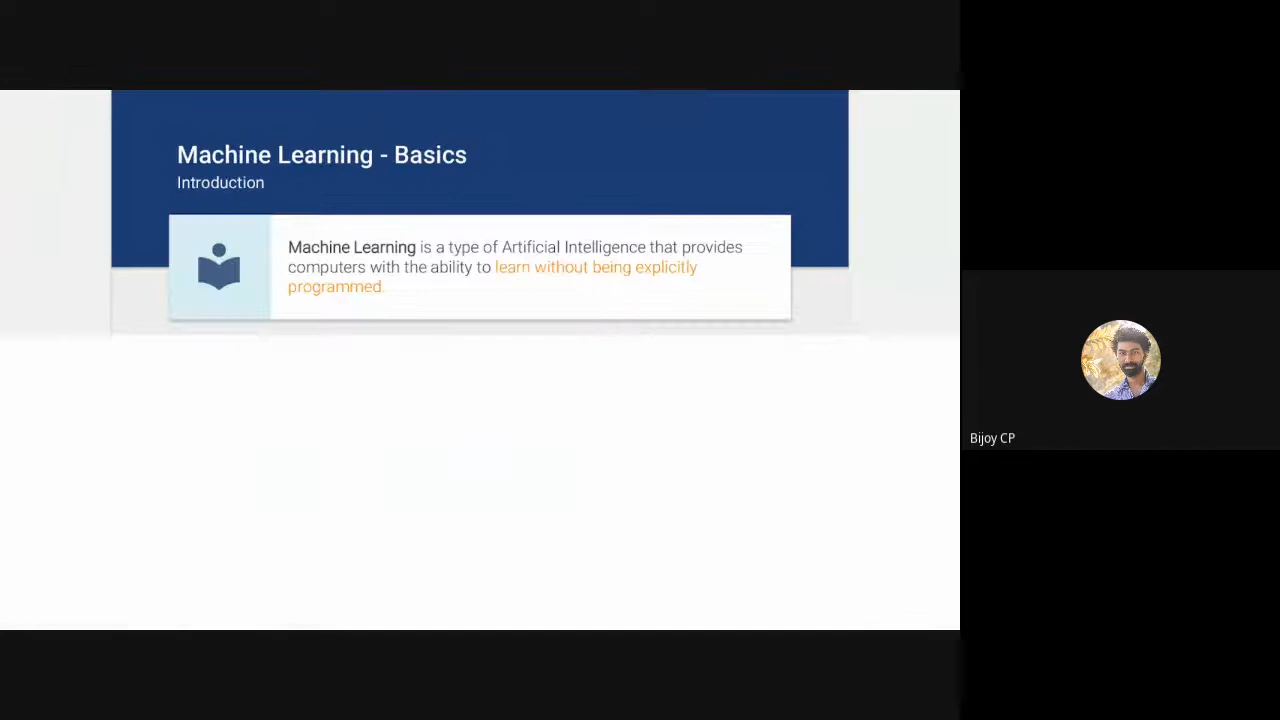 Machine Learning - Basics
Introduction
Machine Learning is a type of Artificial Intelligence that provides
computers with the ability to learn without being explicitly
programmed.
Bijoy CP